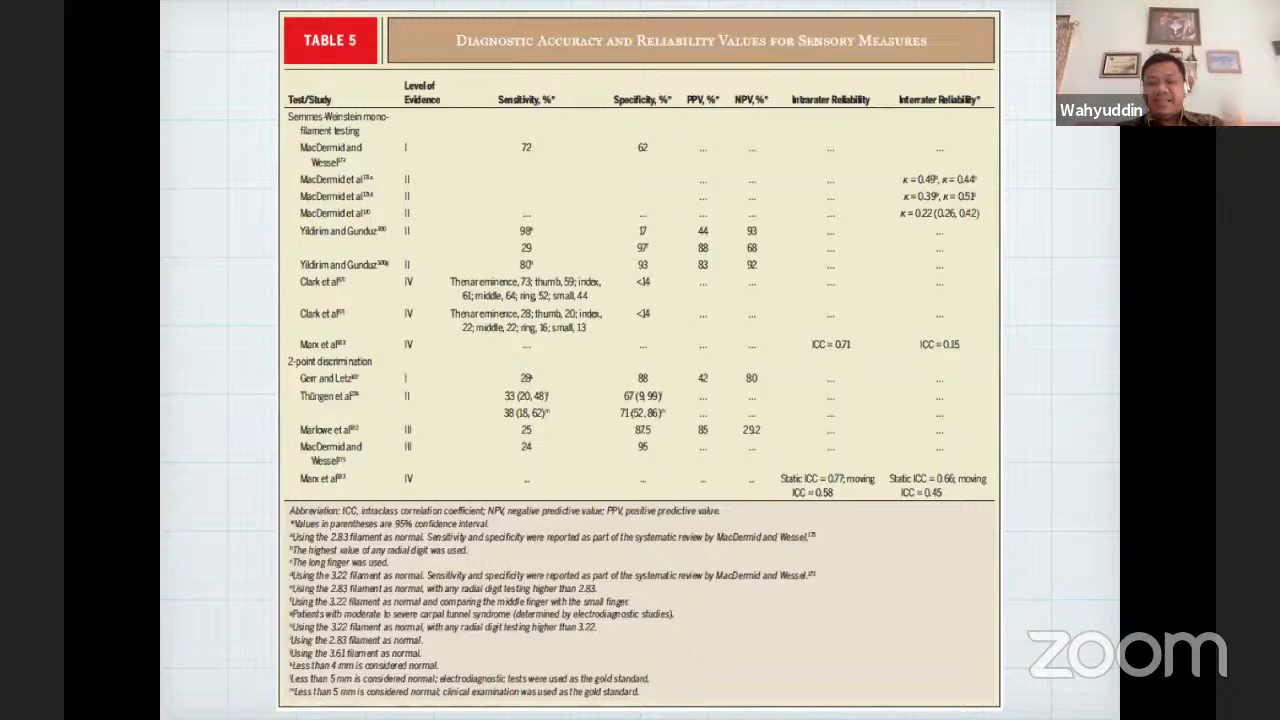 TABLE 5
Diagnostic Accuracy and Reliability Values for Sensory Measures
Wahyuddin
Level of
Test/Study Evidence Sensitivity, %* Specificity, %* PPV, %* NPV, %* Intrarater Reliability Interrater Reliability*
Semmes-Weinstein mono-
filament testing
MacDermid and I 72 62 ... ... ... ...
Wessel
MacDermid et al II ... ... ... κ = 0.49, κ = 0.44
MacDermid et al II ... ... ... κ = 0.39, κ = 0.51
MacDermid et al II ... ... ... ... ... κ = 0.22 (0.26, 0.42)
Yildirim and Gunduz II 98 17 44 93 ... ...
29 97 88 68 ... ...
Yildirim and Gunduz II 80 93 83 92 ... ...
Clark et al IV Thenar eminence, 73; thumb, 59; index, <14 ... ... ... ...
61; middle, 64; ring, 52; small, 44
Clark et al IV Thenar eminence, 28; thumb, 20; index, <14 ... ... ... ...
22; middle, 22; ring, 16; small, 13
Marx et al IV ... ... ... ... ICC = 0.71 ICC = 0.15
2-point discrimination
Gerr and Letz I 28 88 42 80 ... ...
Thüngen et al II 33 (20, 48) 67 (9, 99) ... ... ... ...
38 (18, 62) 71 (52, 86) ... ... ... ...
Marlowe et al III 25 87.5 85 29.2 ... ...
MacDermid and III 24 95 ... ... ... ...
Wessel
Marx et al IV ... ... ... ... Static ICC = 0.77; moving Static ICC = 0.66; moving
ICC = 0.58 ICC = 0.45
Abbreviation: ICC, intraclass correlation coefficient; NPV, negative predictive value; PPV, positive predictive value.
*Values in parentheses are 95% confidence interval.
Using the 2.83 filament as normal. Sensitivity and specificity were reported as part of the systematic review by MacDermid and Wessel.
The highest value of any radial digit was used.
The long finger was used.
Using the 3.22 filament as normal. Sensitivity and specificity were reported as part of the systematic review by MacDermid and Wessel.
Using the 2.83 filament as normal, with any radial digit testing higher than 2.83.
Using the 3.22 filament as normal and comparing the middle finger with the small finger.
Patients with moderate to severe carpal tunnel syndrome (determined by electrodiagnostic studies).
Using the 3.22 filament as normal, with any radial digit testing higher than 3.22.
Using the 2.83 filament as normal.
Using the 3.61 filament as normal.
Less than 4 mm is considered normal.
Less than 5 mm is considered normal; electrodiagnostic tests were used as the gold standard.
Less than 5 mm is considered normal; clinical examination was used as the gold standard.
zoom